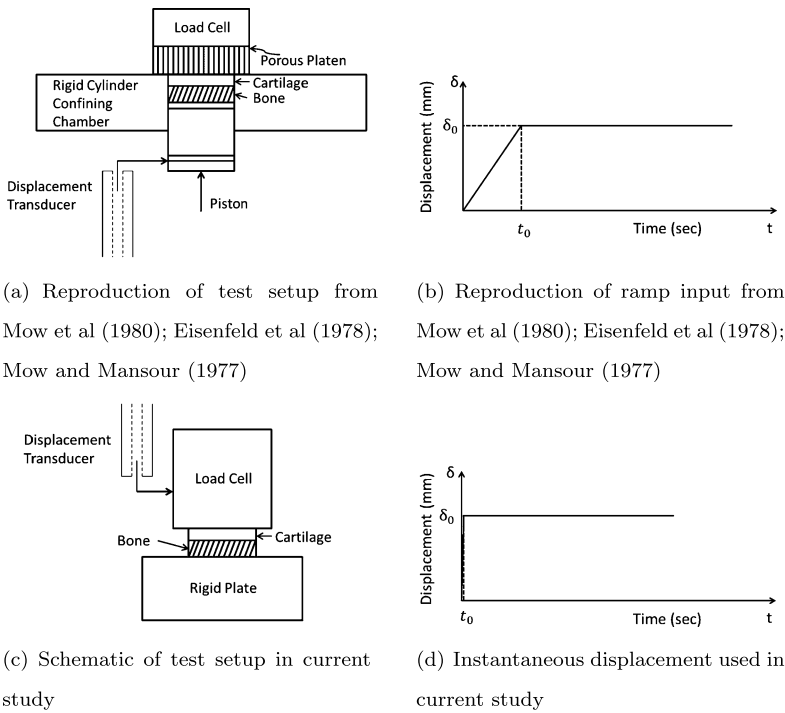 Load Cell
Porous Platen
Rigid Cylinder
Confining
Chamber
Cartilage
Bone
Displacement
Transducer
Piston
Displacement (mm)
δ
δ₀
t₀
Time (sec)
t
(a) Reproduction of test setup from
Mow et al (1980); Eisenfeld et al (1978);
Mow and Mansour (1977)
(b) Reproduction of ramp input from
Mow et al (1980); Eisenfeld et al (1978);
Mow and Mansour (1977)
Displacement
Transducer
Load Cell
Bone
Cartilage
Rigid Plate
Displacement (mm)
δ
δ₀
t₀
Time (sec)
t
(c) Schematic of test setup in current
study
(d) Instantaneous displacement used in
current study